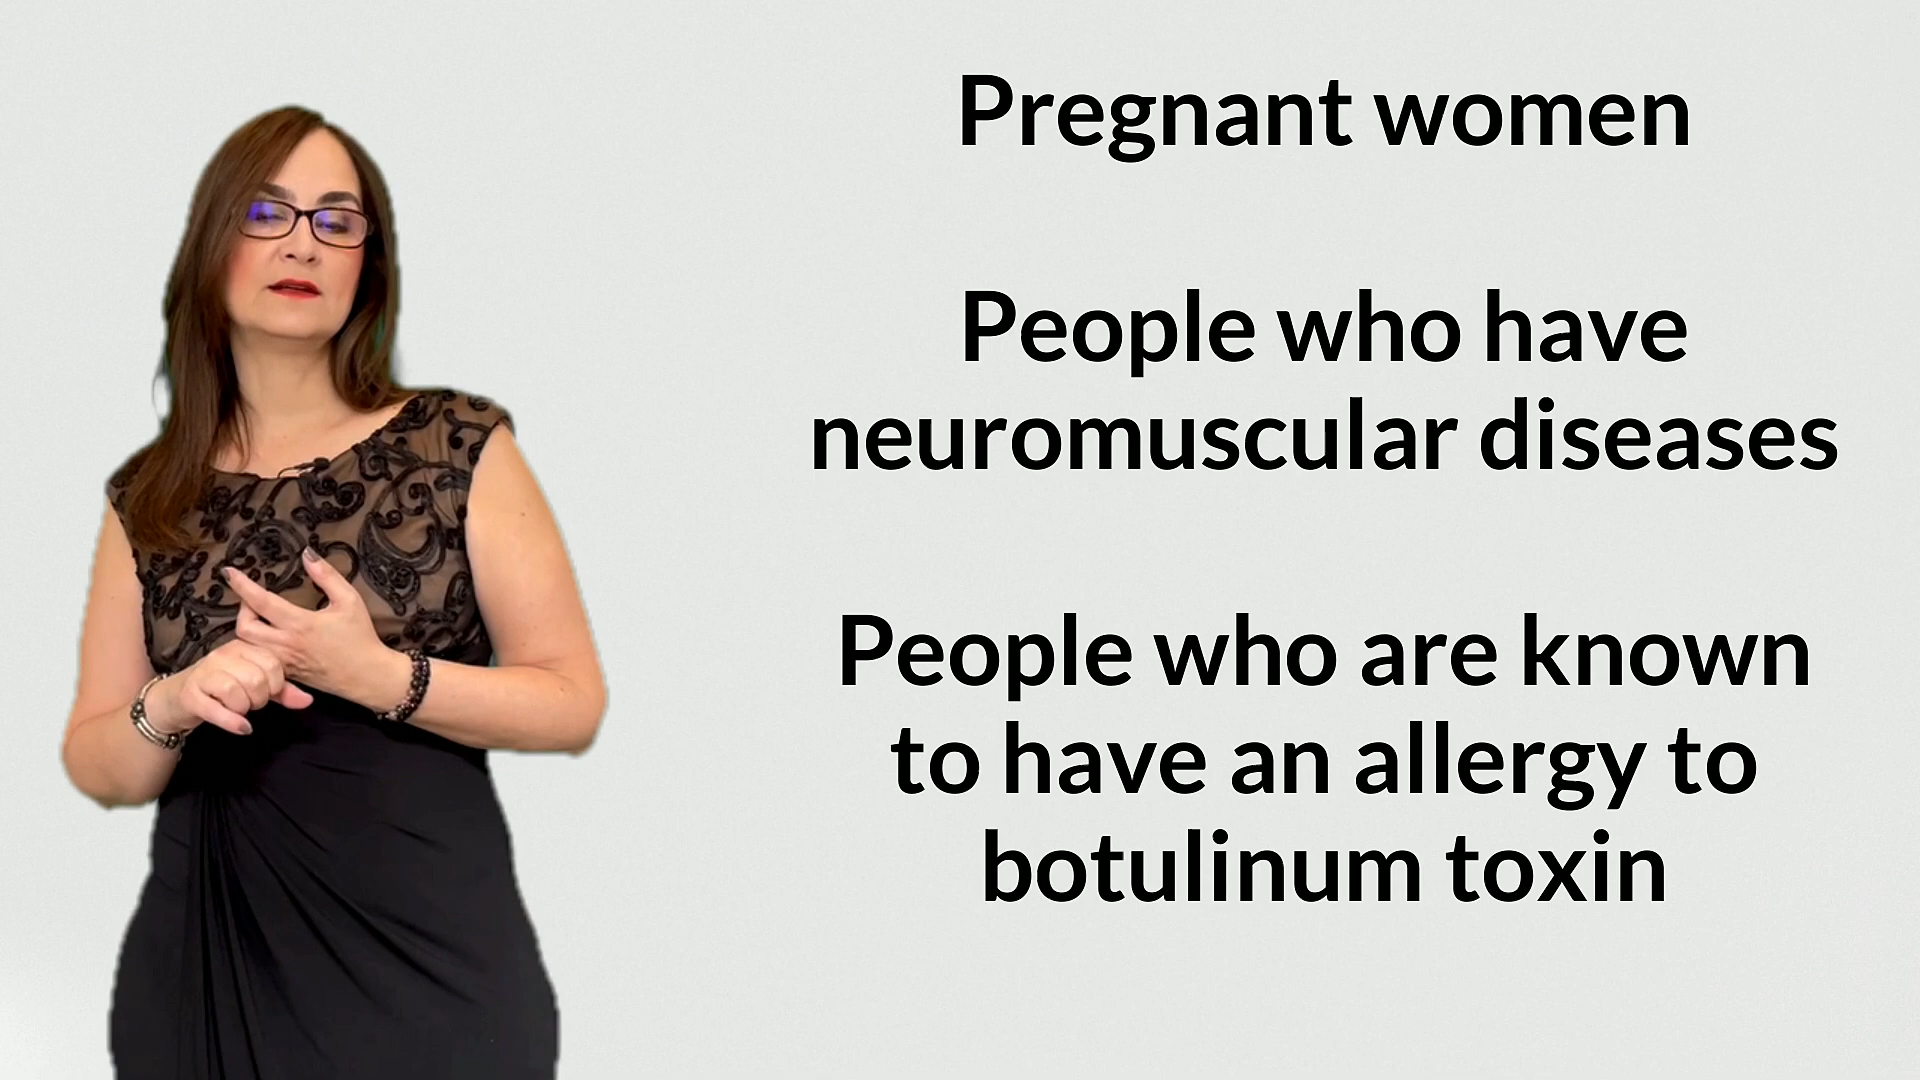 Pregnant women
People who have
neuromuscular diseases
People who are known
to have an allergy to
botulinum toxin